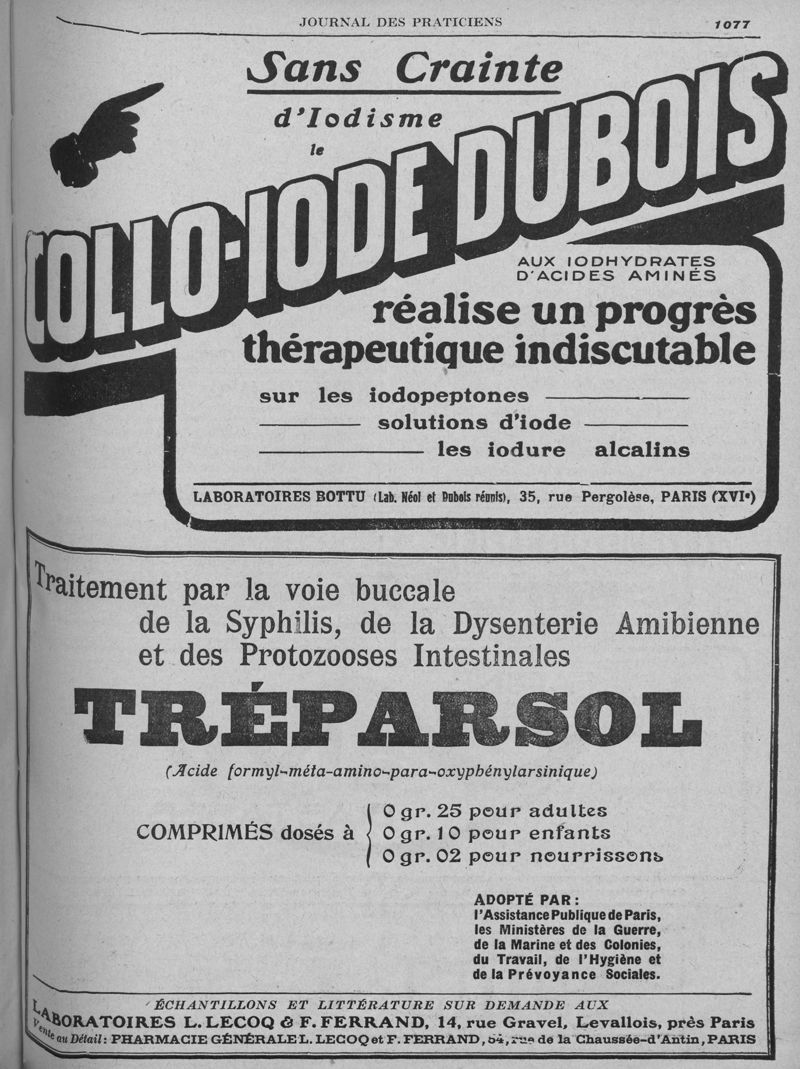 JOURNAL DES PRATICIENS 1077
Sans Crainte
d'Iodisme
le
COLLO-IODE DUBOIS
AUX IODHYDRATES
D'ACIDES AMINÉS
réalise un progrès
thérapeutique indiscutable
sur les iodopeptones
solutions d'iode
les iodure alcalins
LABORATOIRES BOTTU (Lab. Néol et Dubois réunis), 35, rue Pergolèse, PARIS (XVIe)
Traitement par la voie buccale
de la Syphilis, de la Dysenterie Amibienne
et des Protozooses Intestinales
TRÉPARSOL
(Acide formyl-méta-amino-para-oxyphénylarsinique)
COMPRIMÉS dosés à
0 gr. 25 pour adultes
0 gr. 10 pour enfants
0 gr. 02 pour nourrissons
ADOPTÉ PAR :
l'Assistance Publique de Paris,
les Ministères de la Guerre,
de la Marine et des Colonies,
du Travail, de l'Hygiène et
de la Prévoyance Sociales.
ÉCHANTILLONS ET LITTÉRATURE SUR DEMANDE AUX
LABORATOIRES L. LECOQ & F. FERRAND, 14, rue Gravel, Levallois, près Paris
Vente au Détail : PHARMACIE GÉNÉRALE L. LECOQ et F. FERRAND, 54, rue de la Chaussée-d'Antin, PARIS